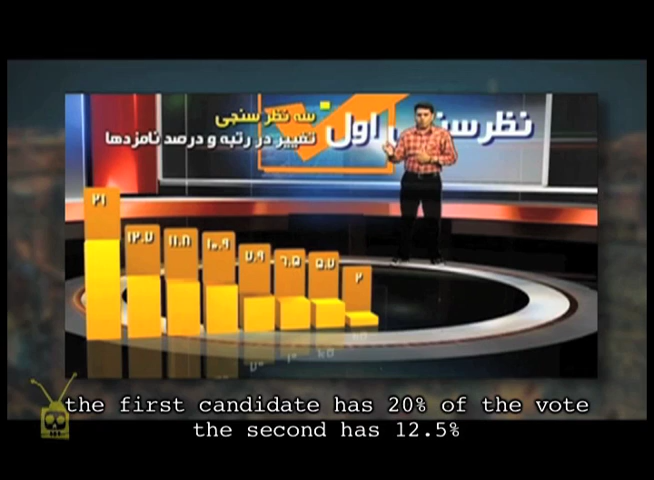 سه نظر سنجی
نظرسنجی اول
تغییر در رتبه و درصد نامزدها
۲۱
۱۲.۷
۱۱.۸
۱۰.۹
۷.۹
۶.۵
۵.۷
۲
the first candidate has 20% of the vote
the second has 12.5%